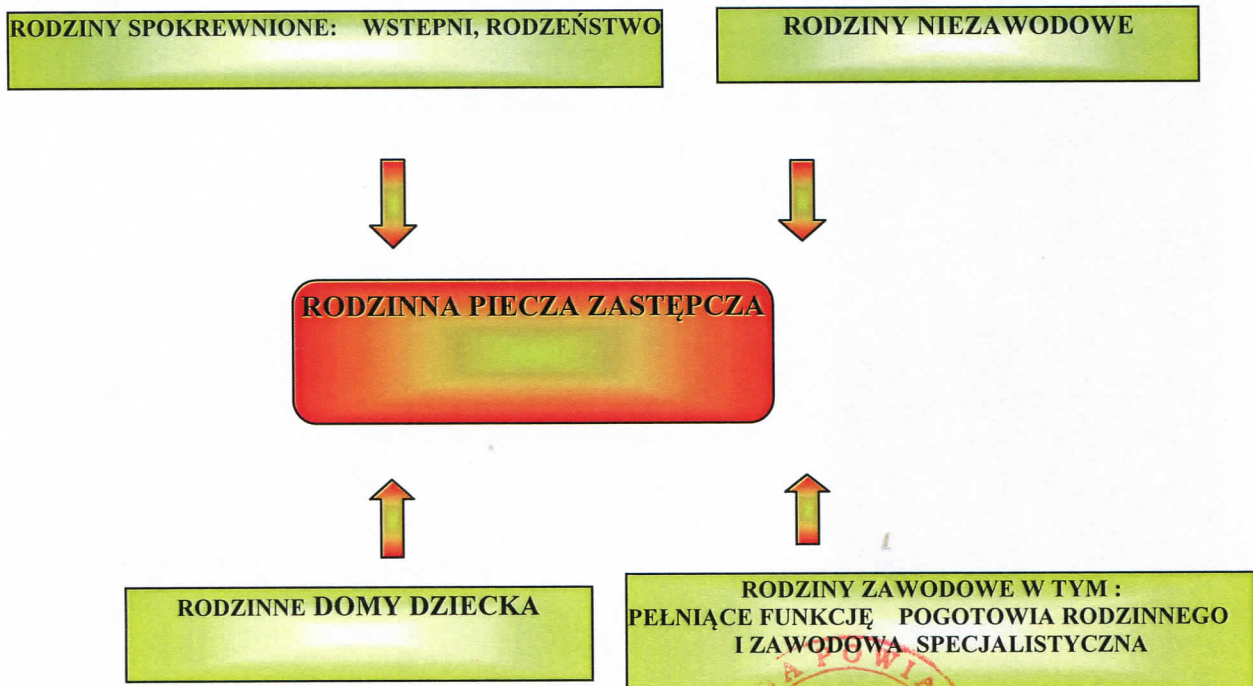 RODZINY SPOKREWNIONE: WSTEPNI, RODZEŃSTWO
RODZINY NIEZAWODOWE
RODZINNA PIECZA ZASTĘPCZA
RODZINNE DOMY DZIECKA
RODZINY ZAWODOWE W TYM :
PEŁNIĄCE FUNKCJĘ POGOTOWIA RODZINNEGO
I ZAWODOWA SPECJALISTYCZNA